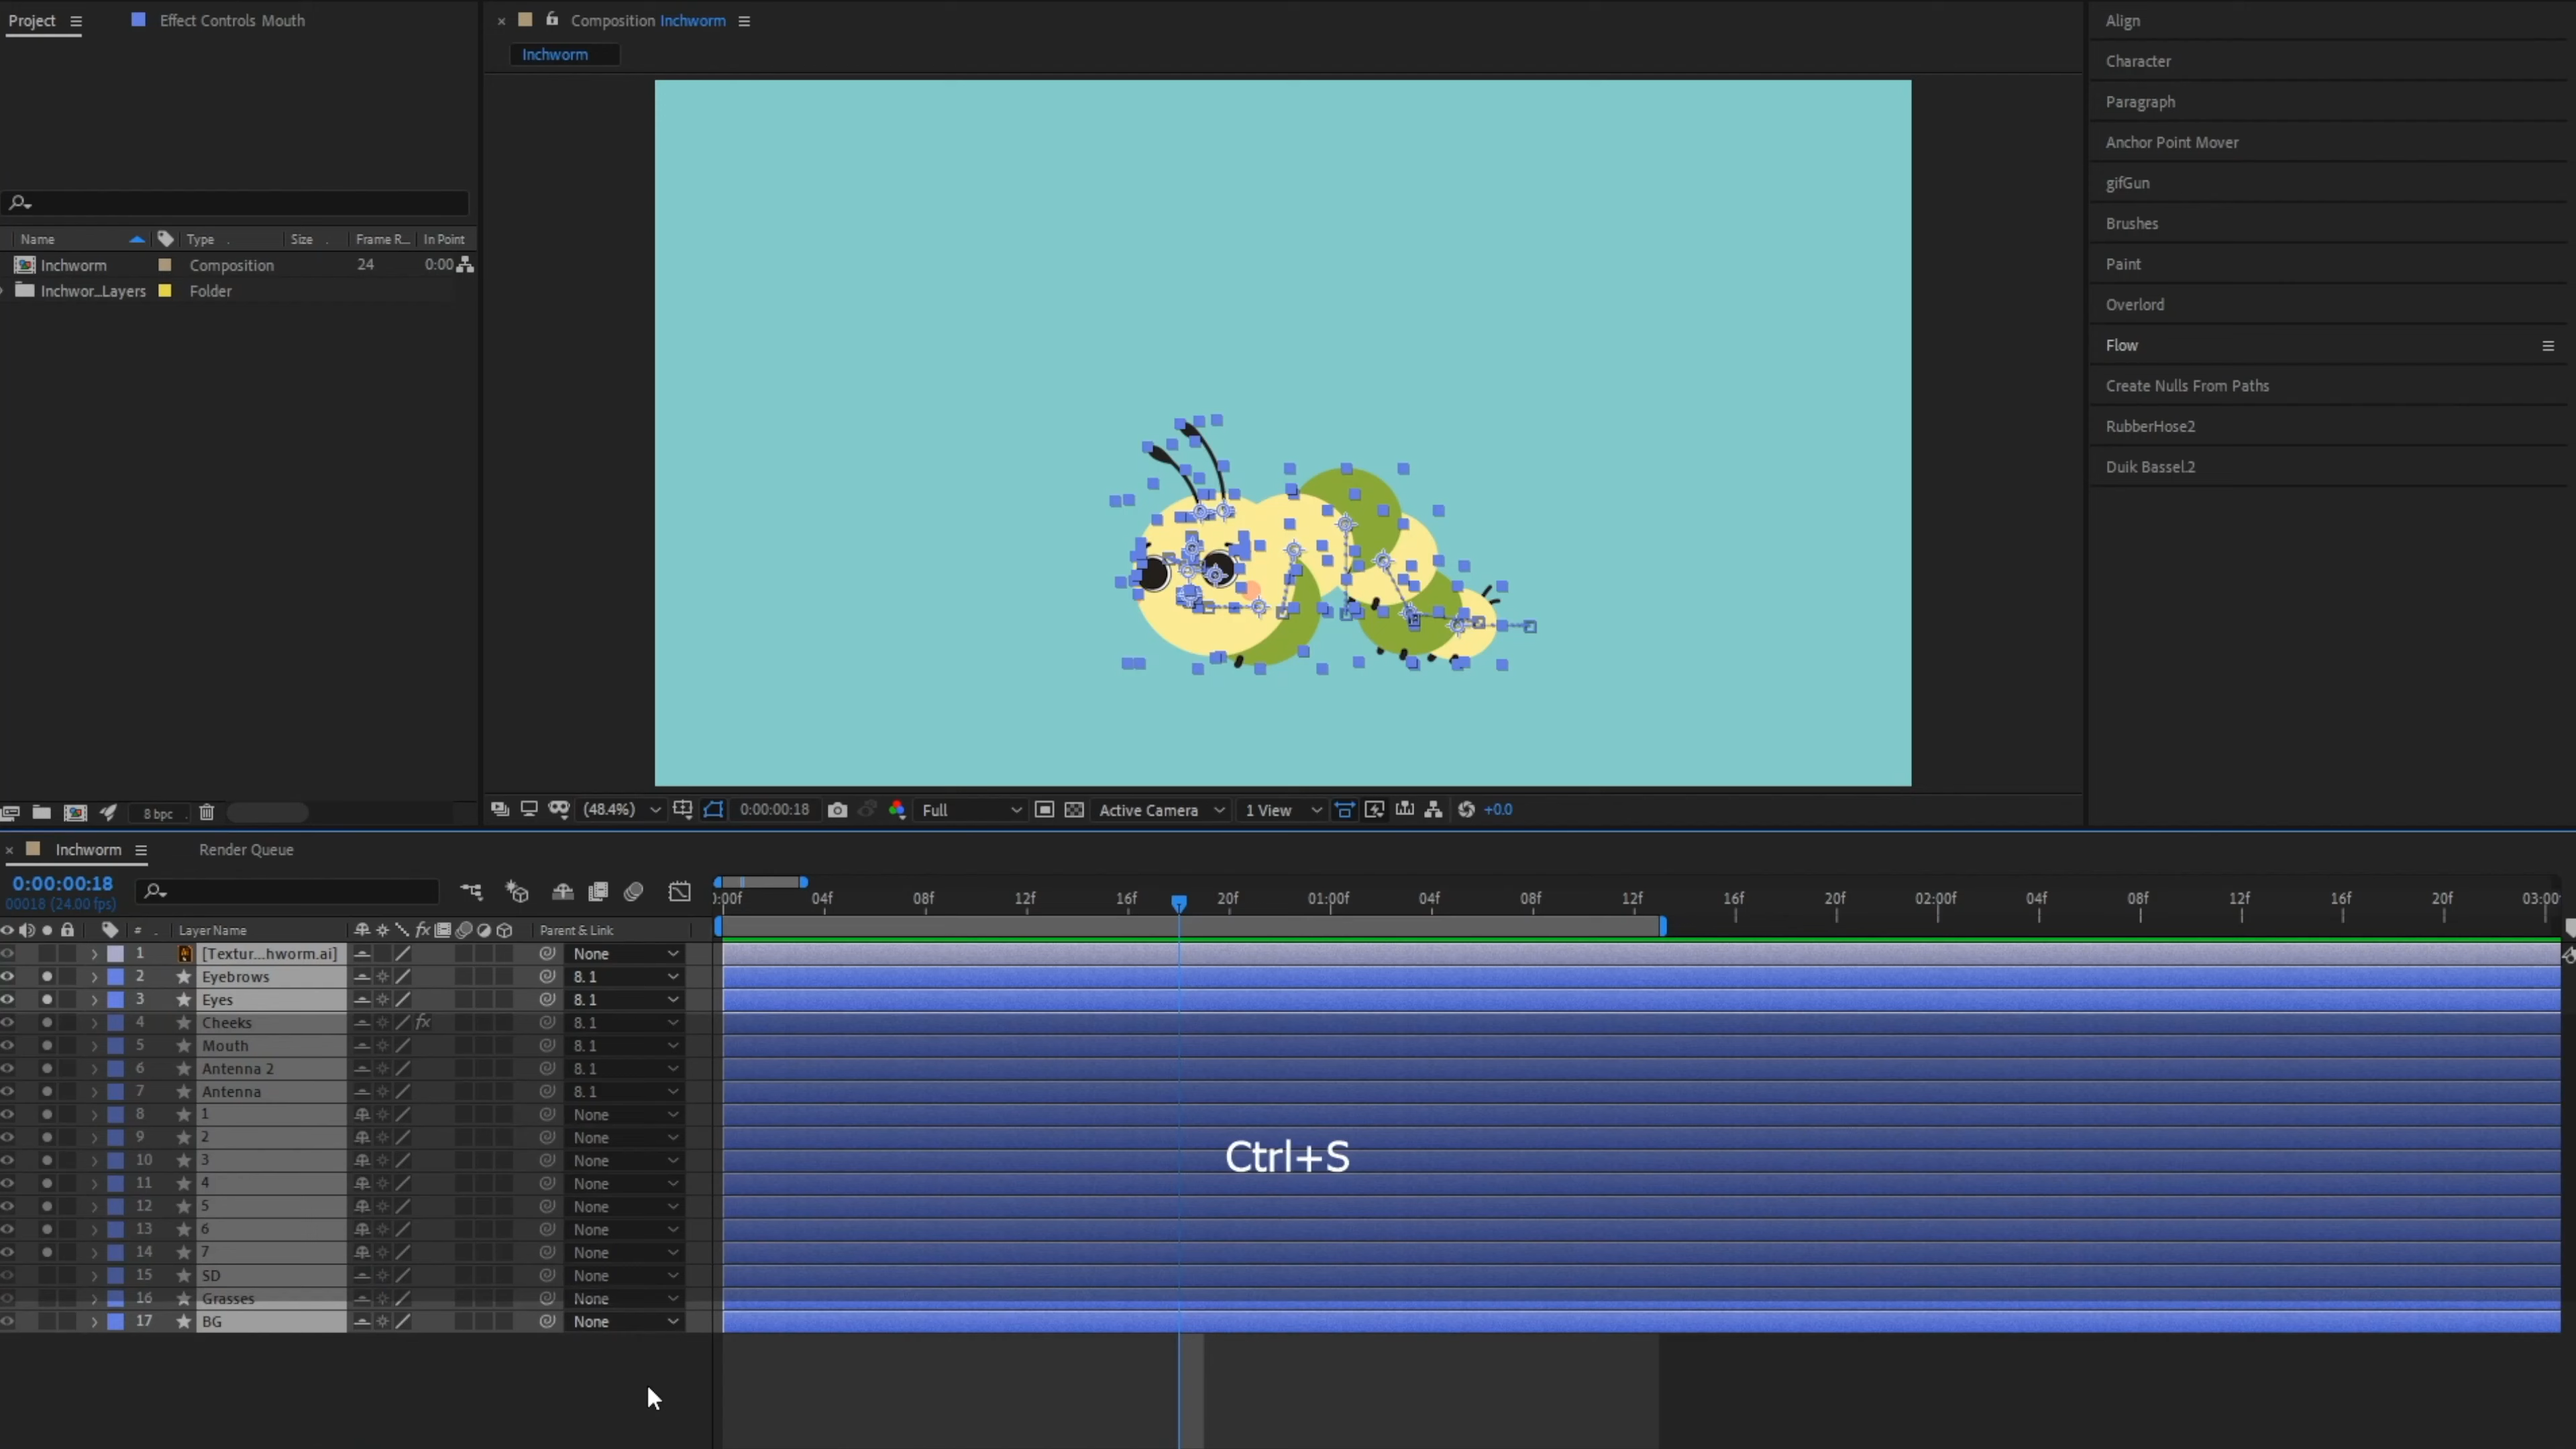 Project
Effect Controls Mouth
Composition Inchworm
Inchworm
Align
Character
Paragraph
Anchor Point Mover
gifGun
Brushes
Paint
Overlord
Flow
Create Nulls From Paths
RubberHose2
Duik Bassel.2
Name Type Size Frame R... In Point
Inchworm Composition 24 0:00
Inchwor_Layers Folder
8 bpc
(48.4%) 0:00:00:18 Full Active Camera 1 View +0.0
Inchworm Render Queue
0:00:00:18
00018 (24.00 fps)
):00f 04f 08f 12f 16f 20f 01:00f 04f 08f 12f 16f 20f 02:00f 04f 08f 12f 16f 20f 03:00
# Layer Name fx Parent & Link
1 [Textur...hworm.ai] None
2 Eyebrows 8. 1
3 Eyes 8. 1
4 Cheeks fx 8. 1
5 Mouth 8. 1
6 Antenna 2 8. 1
7 Antenna 8. 1
8 1 None
9 2 None
10 3 None
11 4 None
12 5 None
13 6 None
14 7 None
15 SD None
16 Grasses None
17 BG None
Ctrl+S